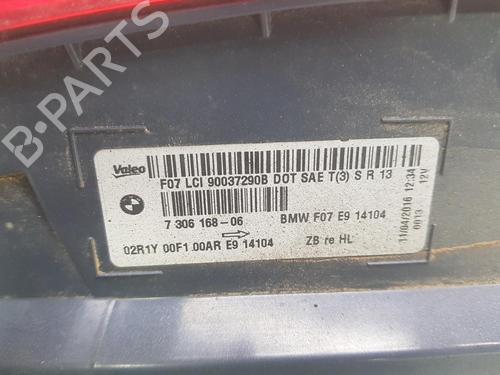 B-PARTS
Valeo
F07 LCI 90037290B DOT SAE T(3) S R 13
7 306 168-06 BMW F07 E9 14104
02R1Y 00F1.00AR E9 14104 ZB re HL
11/04/2016 12:34
0013 12V